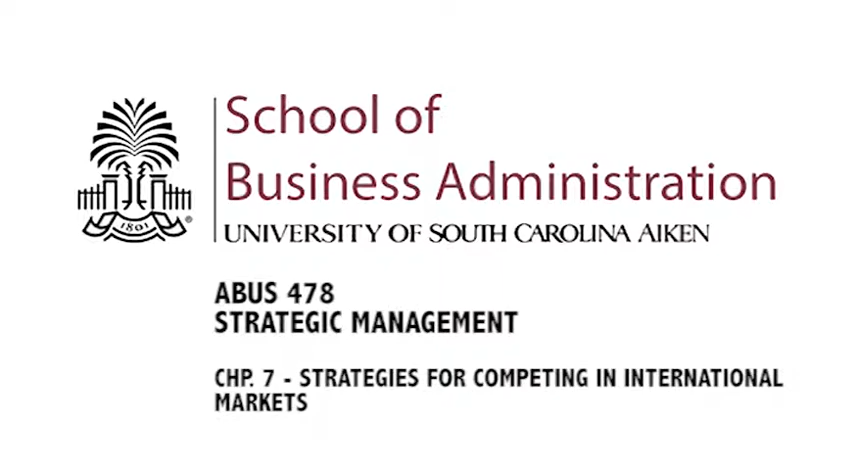 School of
Business Administration
UNIVERSITY OF SOUTH CAROLINA AIKEN
1801
®
ABUS 478
STRATEGIC MANAGEMENT
CHP. 7 - STRATEGIES FOR COMPETING IN INTERNATIONAL
MARKETS